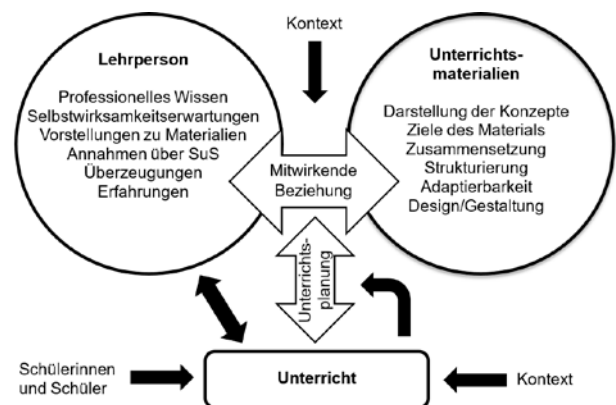 Kontext
Lehrperson
Professionelles Wissen
Selbstwirksamkeitserwartungen
Vorstellungen zu Materialien
Annahmen über SuS
Überzeugungen
Erfahrungen
Unterrichts-
materialien
Darstellung der Konzepte
Ziele des Materials
Zusammensetzung
Strukturierung
Adaptierbarkeit
Design/Gestaltung
Mitwirkende
Beziehung
Unterrichts-
planung
Schülerinnen
und Schüler
Unterricht
Kontext